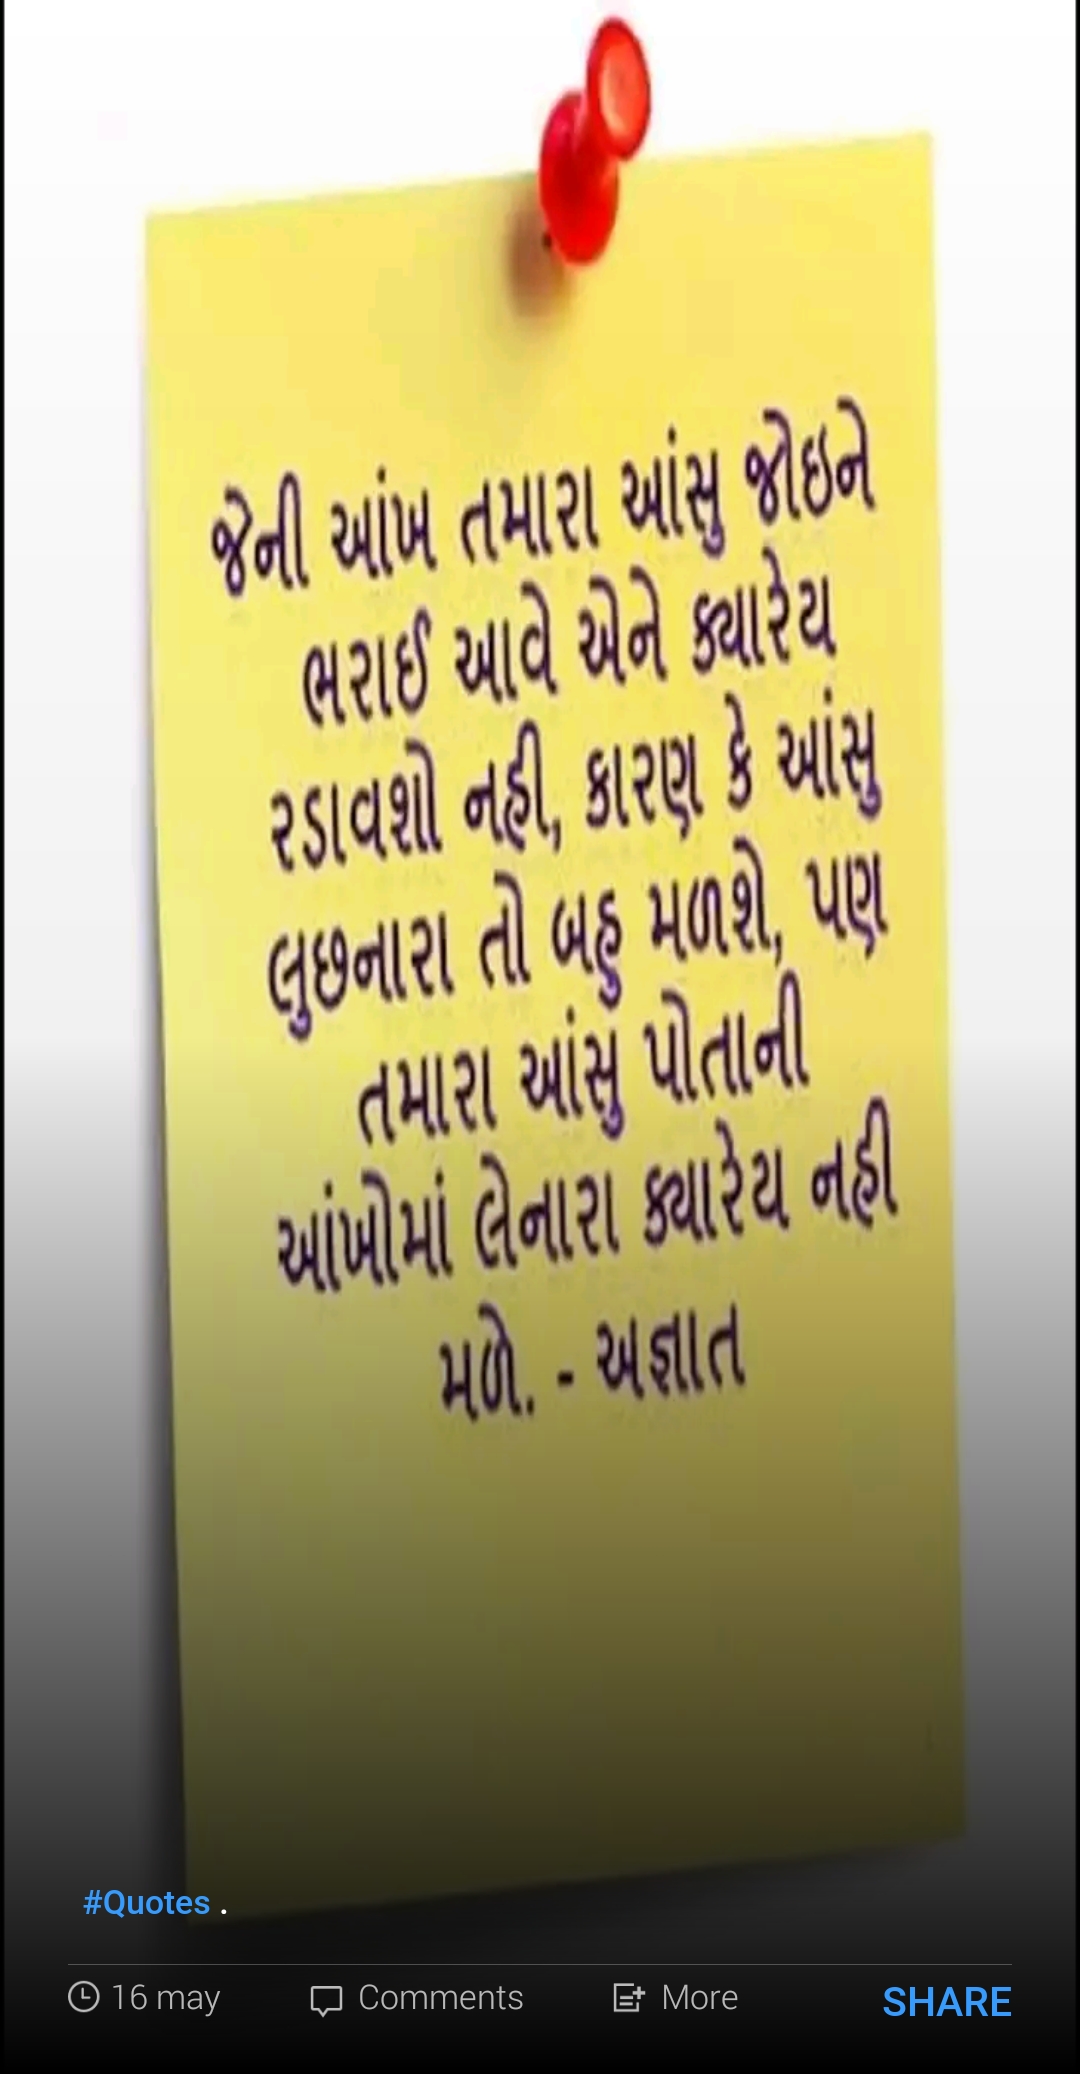 જેની આંખ તમારા આંસુ જોઇને
ભરાઈ આવે એને ક્યારેય
રડાવશો નહી, કારણ કે આંસુ
લુછનારા તો બહુ મળશે, પણ
તમારા આંસુ પોતાની
આંખોમાં લેનારા ક્યારેય નહી
મળે. - અજ્ઞાત
#Quotes .
16 may Comments More SHARE